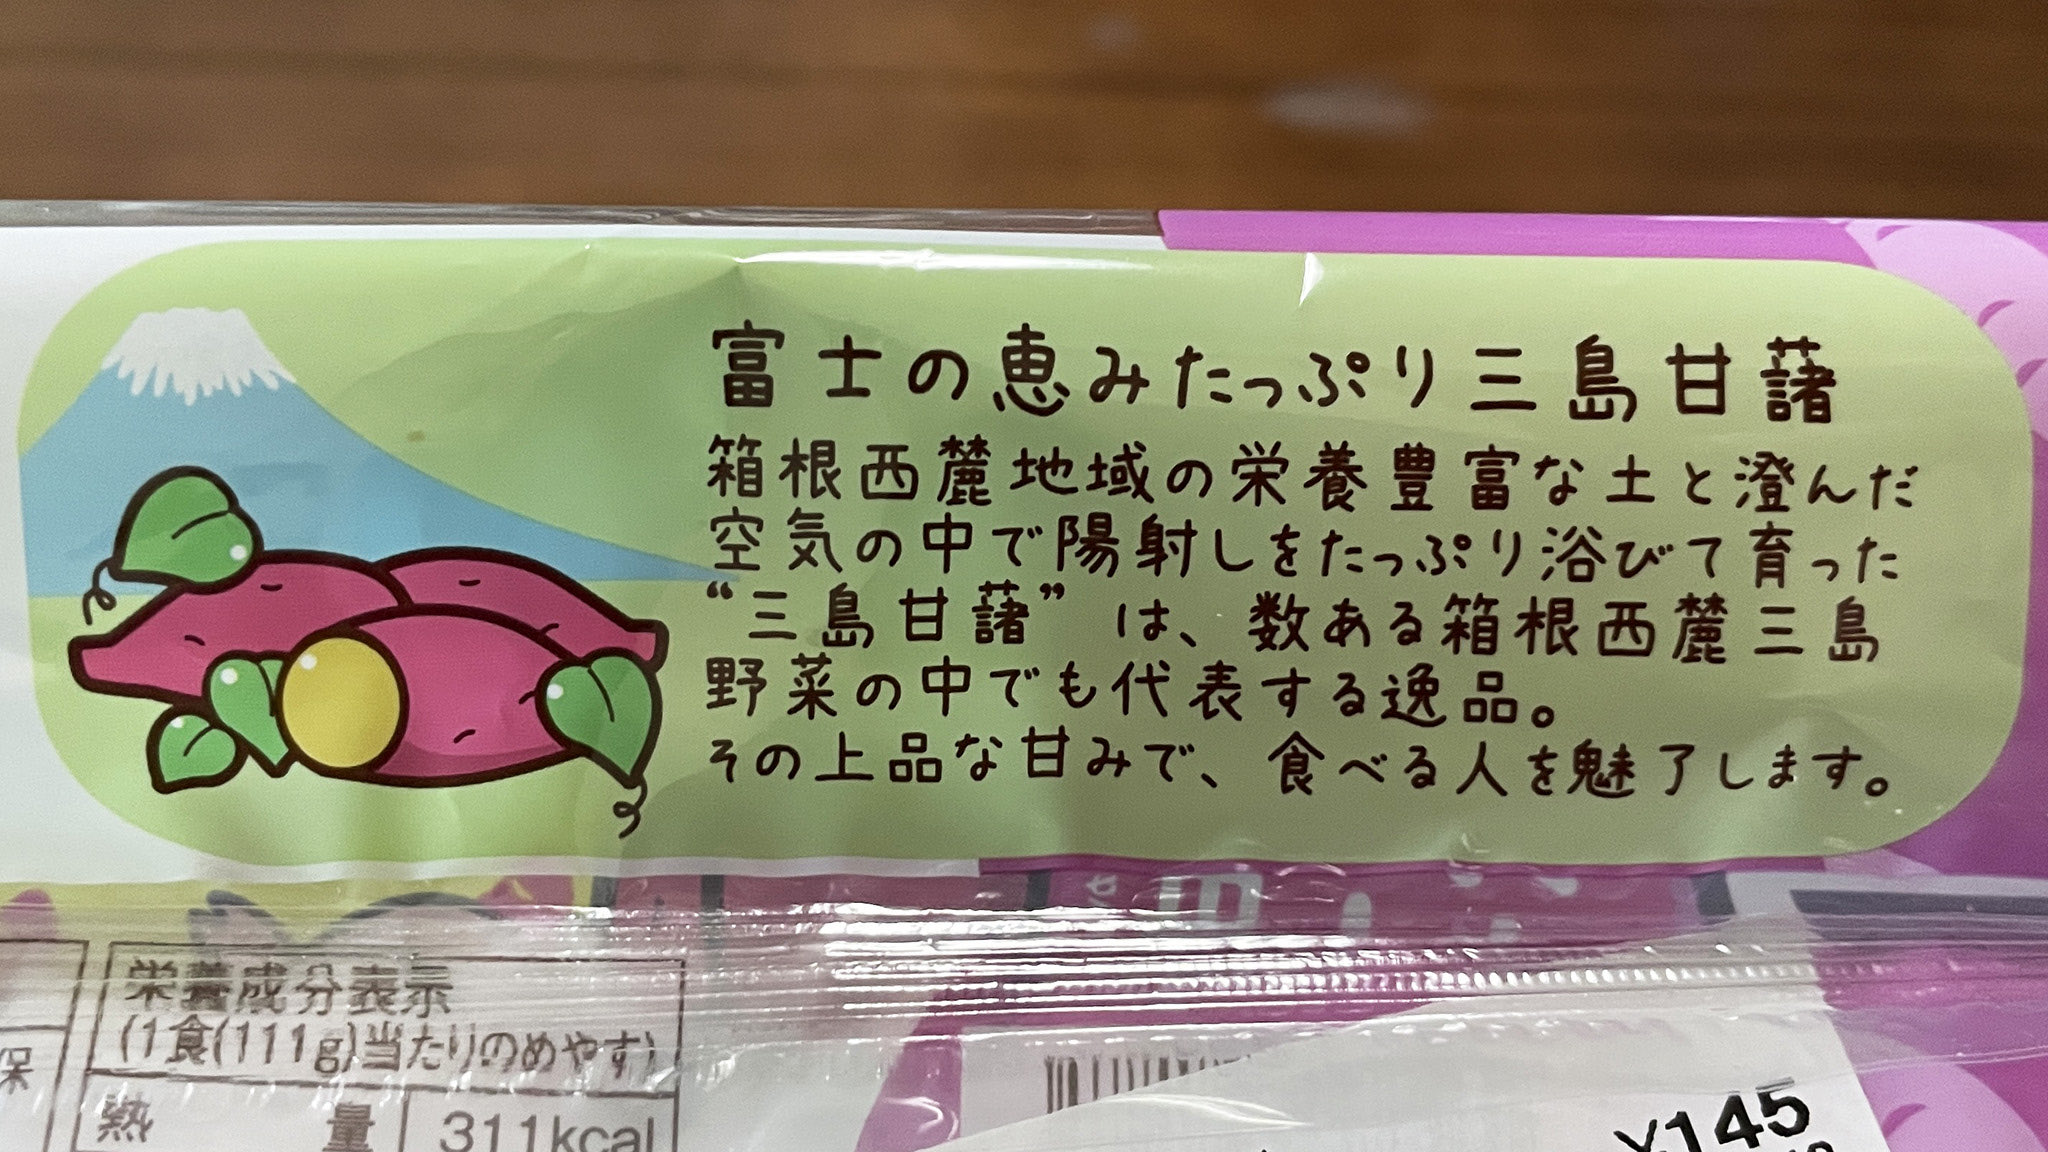 富士の恵みたっぷり三島甘藷
箱根西麓地域の栄養豊富な土と澄んだ
空気の中で陽射しをたっぷり浴びて育った
“三島甘藷”は、数ある箱根西麓三島
野菜の中でも代表する逸品。
その上品な甘みで、食べる人を魅了します。
栄養成分表示
(1食(111g)当たりのめやす)
保
熱量 311kcal
¥145